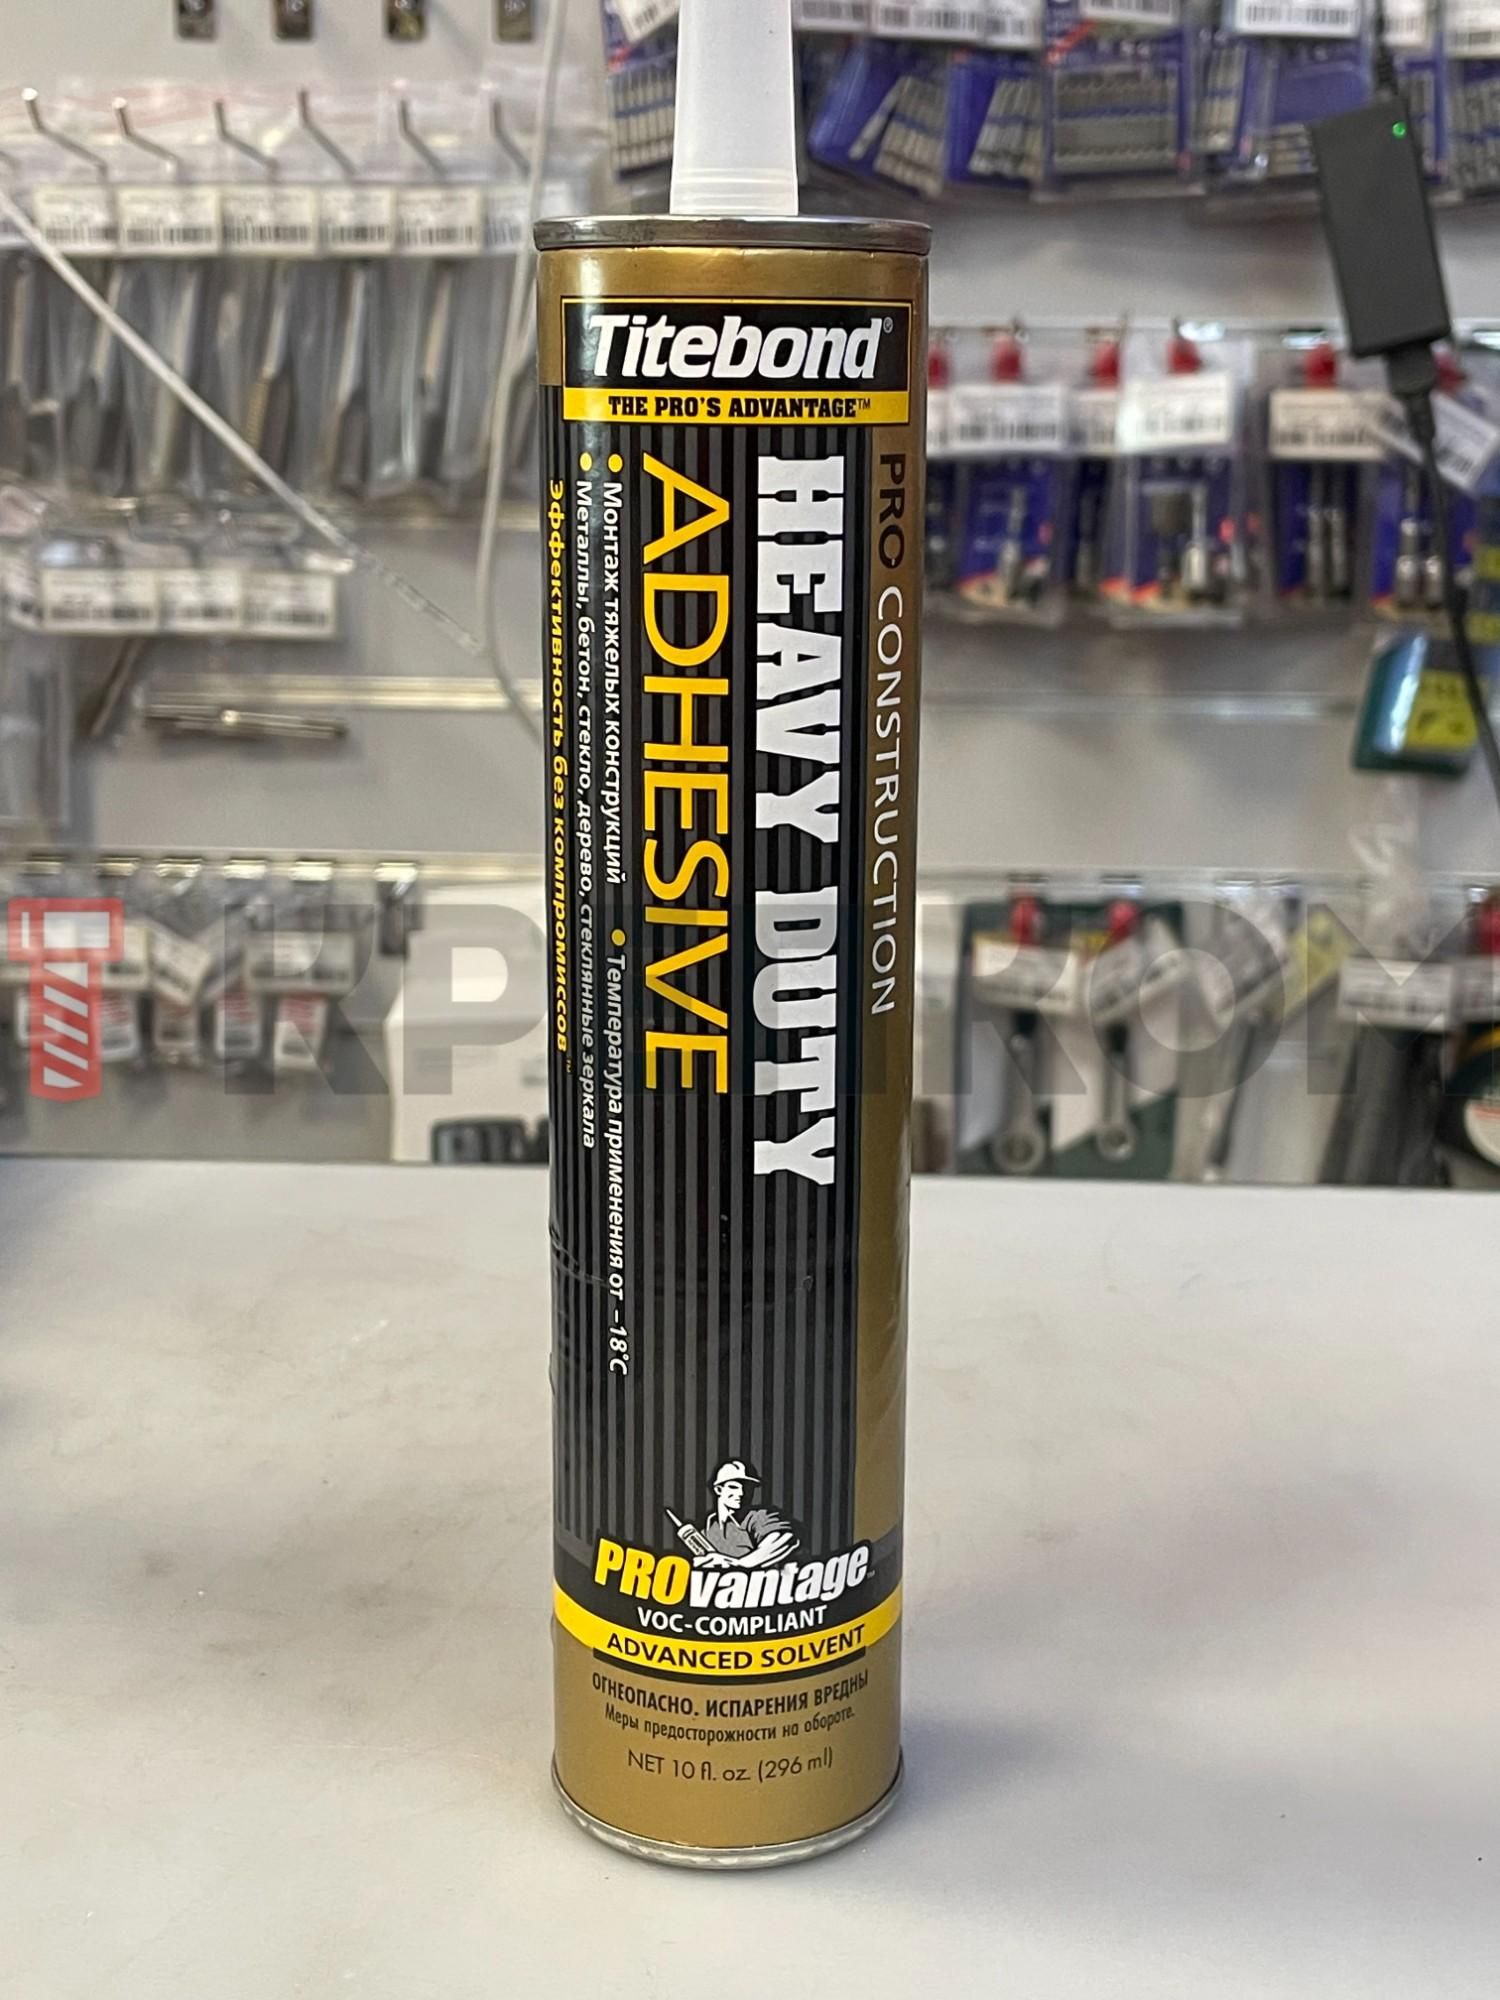 Titebond®
THE PRO'S ADVANTAGE™
PRO CONSTRUCTION
HEAVY DUTY
ADHESIVE
• Монтаж тяжелых конструкций • Температура применения от –18°C
• Металлы, бетон, стекло, дерево, стеклянные зеркала
Эффективность без компромиссов™
PROvantage™
VOC-COMPLIANT
ADVANCED SOLVENT
ОГНЕОПАСНО. ИСПАРЕНИЯ ВРЕДНЫ
Меры предосторожности на обороте.
NET 10 fl. oz. (296 ml)